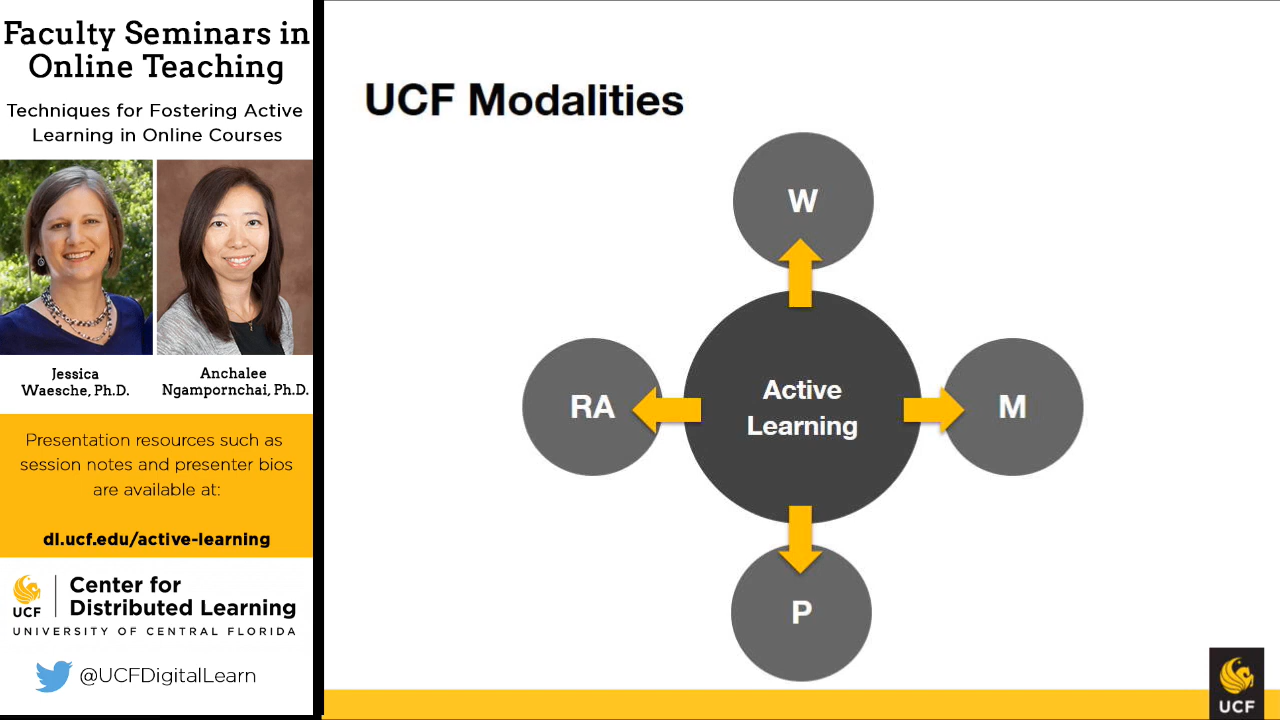 Faculty Seminars in
Online Teaching
Techniques for Fostering Active
Learning in Online Courses
Jessica
Waesche, Ph.D.
Anchalee
Ngampornchai, Ph.D.
Presentation resources such as
session notes and presenter bios
are available at:
dl.ucf.edu/active-learning
UCF
Center for
Distributed Learning
UNIVERSITY OF CENTRAL FLORIDA
@UCFDigitalLearn
UCF Modalities
W
RA
Active
Learning
M
P
UCF